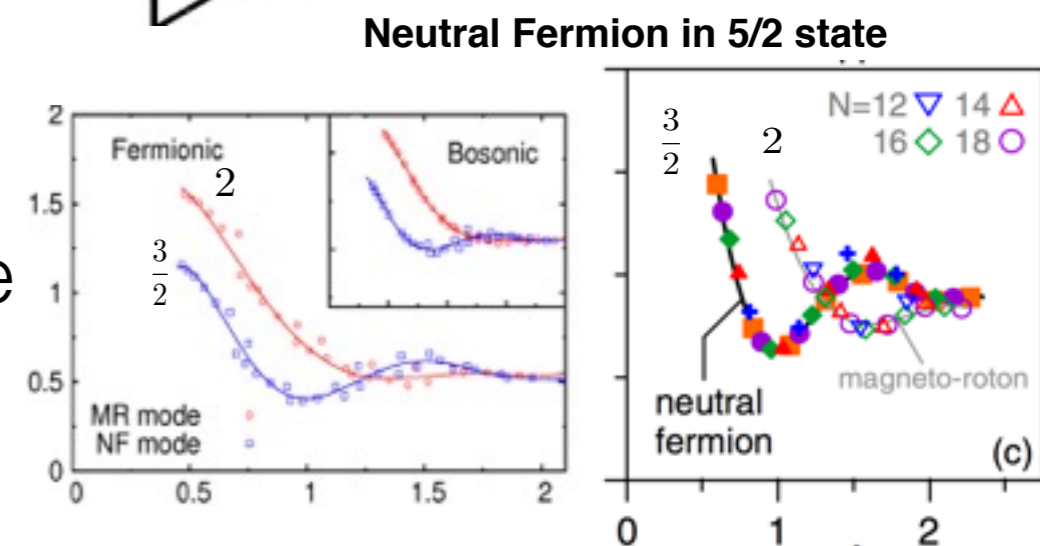 Neutral Fermion in 5/2 state
e
2
1.5
1
0.5
0
0 0.5 1 1.5 2
Fermionic
2
3/2
MR mode
NF mode
Bosonic
N=12 14
16 18
3/2
2
neutral
fermion
magneto-roton
(c)
0 1 2